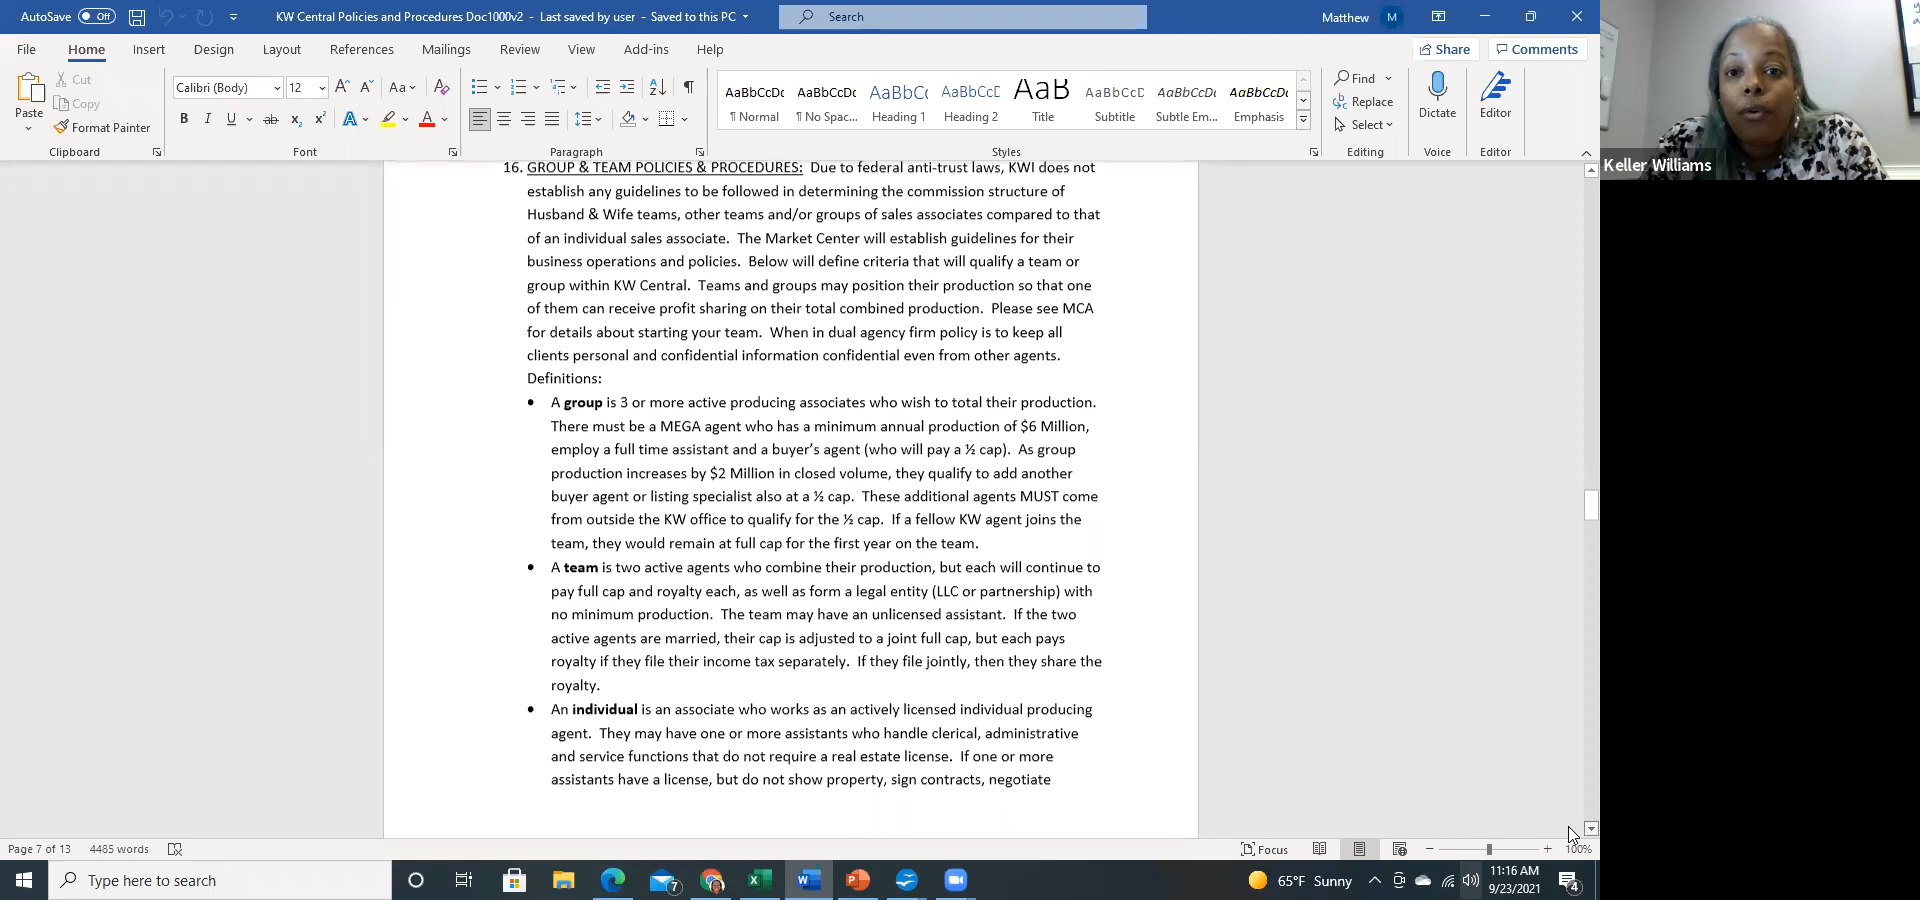 AutoSave Off KW Central Policies and Procedures Doc1000v2 - Last saved by user - Saved to this PC Search Matthew M
File Home Insert Design Layout References Mailings Review View Add-ins Help Share Comments
Paste Cut Copy Format Painter
Calibri (Body) 12
AaBbCcDc AaBbCcDc AaBbC( AaBbCcD AaB AaBbCcD AaBbCcDc AaBbCcDc
¶ Normal ¶ No Spac... Heading 1 Heading 2 Title Subtitle Subtle Em... Emphasis
Find Replace Select
Dictate Editor
Clipboard Font Paragraph Styles Editing Voice Editor
Keller Williams
16. GROUP & TEAM POLICIES & PROCEDURES: Due to federal anti-trust laws, KWI does not
establish any guidelines to be followed in determining the commission structure of
Husband & Wife teams, other teams and/or groups of sales associates compared to that
of an individual sales associate. The Market Center will establish guidelines for their
business operations and policies. Below will define criteria that will qualify a team or
group within KW Central. Teams and groups may position their production so that one
of them can receive profit sharing on their total combined production. Please see MCA
for details about starting your team. When in dual agency firm policy is to keep all
clients personal and confidential information confidential even from other agents.
Definitions:
• A group is 3 or more active producing associates who wish to total their production.
There must be a MEGA agent who has a minimum annual production of $6 Million,
employ a full time assistant and a buyer’s agent (who will pay a ½ cap). As group
production increases by $2 Million in closed volume, they qualify to add another
buyer agent or listing specialist also at a ½ cap. These additional agents MUST come
from outside the KW office to qualify for the ½ cap. If a fellow KW agent joins the
team, they would remain at full cap for the first year on the team.
• A team is two active agents who combine their production, but each will continue to
pay full cap and royalty each, as well as form a legal entity (LLC or partnership) with
no minimum production. The team may have an unlicensed assistant. If the two
active agents are married, their cap is adjusted to a joint full cap, but each pays
royalty if they file their income tax separately. If they file jointly, then they share the
royalty.
• An individual is an associate who works as an actively licensed individual producing
agent. They may have one or more assistants who handle clerical, administrative
and service functions that do not require a real estate license. If one or more
assistants have a license, but do not show property, sign contracts, negotiate
Page 7 of 13 4485 words Focus 100%
Type here to search 7 65°F Sunny 11:16 AM
9/23/2021 4